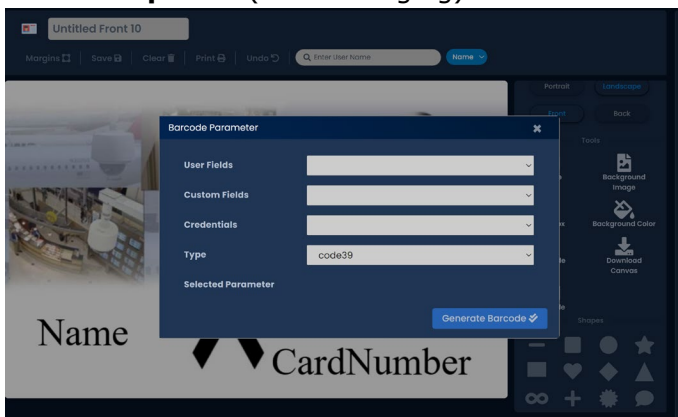 Untitled Front 10
Margins Save Clear Print Undo Enter User Name Name
Portrait Landscape
Front Back
Barcode Parameter
Tools
User Fields
Background Image
Custom Fields
Credentials
Background Color
Type code39
Download Canvas
Selected Parameter
Generate Barcode
Shapes
Name
CardNumber